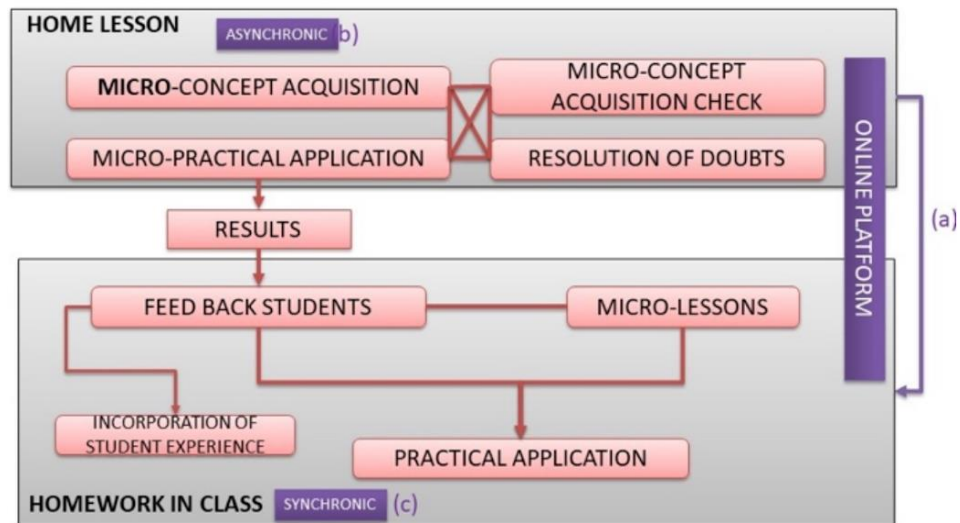 HOME LESSON
ASYNCHRONIC (b)
MICRO-CONCEPT ACQUISITION
MICRO-CONCEPT
ACQUISITION CHECK
MICRO-PRACTICAL APPLICATION
RESOLUTION OF DOUBTS
ONLINE PLATFORM
(a)
RESULTS
FEED BACK STUDENTS
MICRO-LESSONS
INCORPORATION OF
STUDENT EXPERIENCE
PRACTICAL APPLICATION
HOMEWORK IN CLASS
SYNCHRONIC (c)